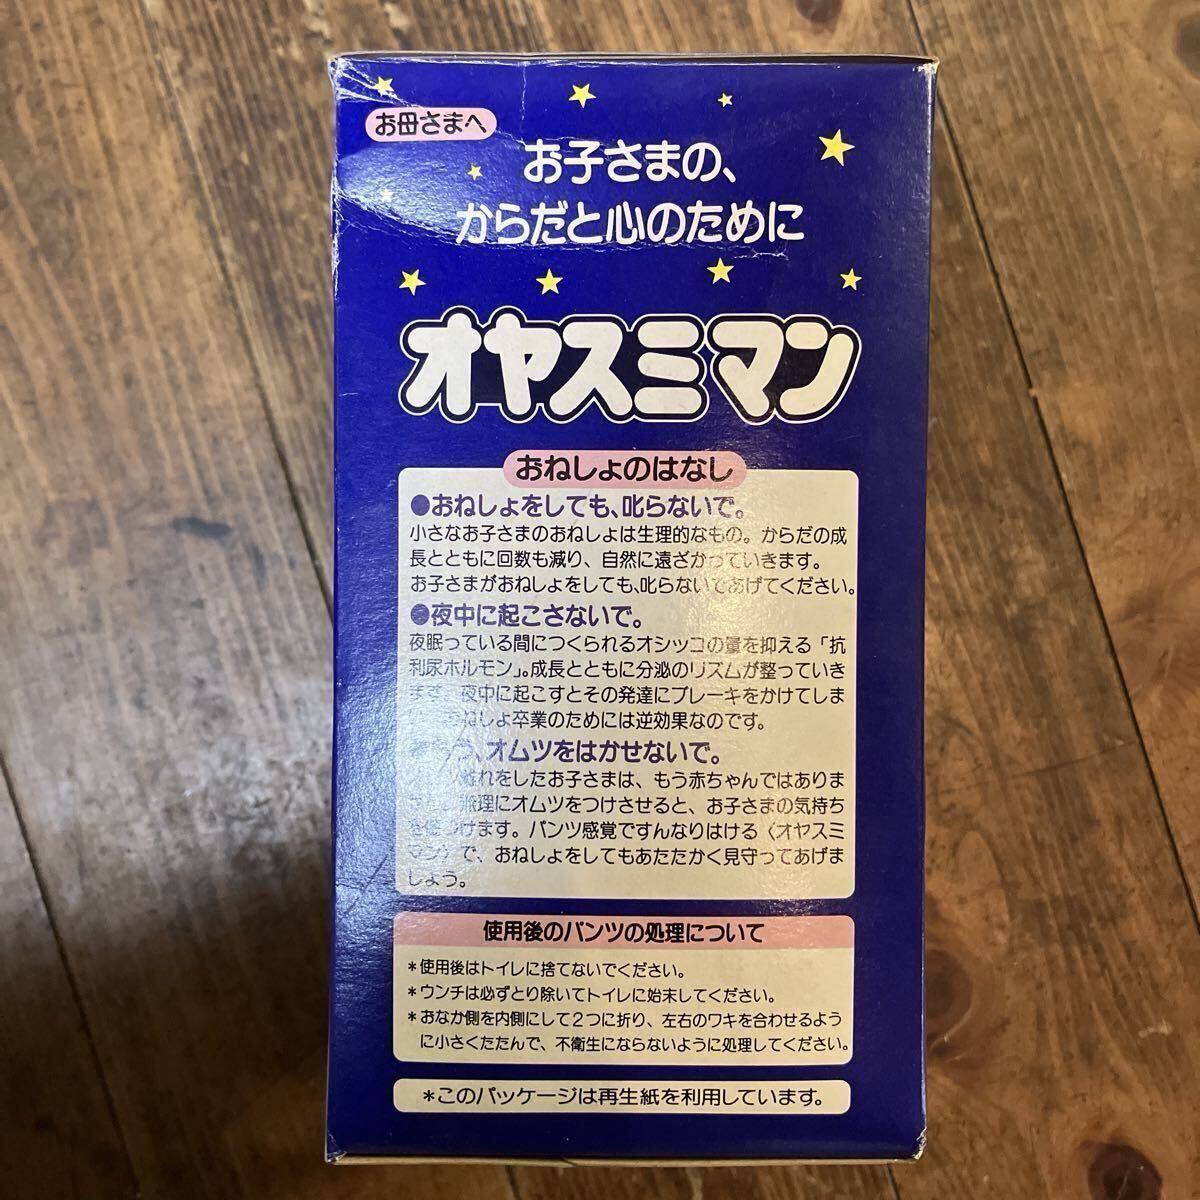 お母さまへ
お子さまの、
からだと心のために
オヤスミマン
おねしょのはなし
●おねしょをしても、叱らないで。
小さなお子さまのおねしょは生理的なもの。からだの成
長とともに回数も減り、自然に遠ざかっていきます。
お子さまがおねしょをしても、叱らないであげてください。
●夜中に起こさないで。
夜眠っている間につくられるオシッコの量を抑える「抗
利尿ホルモン」。成長とともに分泌のリズムが整っていき
ます。夜中に起こすとその発達にブレーキをかけてしま
ねしょ卒業のためには逆効果なのです。
、オムツをはかせないで。
離れをしたお子さまは、もう赤ちゃんではありま
無理にオムツをつけさせると、お子さまの気持ち
を傷つけます。パンツ感覚ですんなりはける〈オヤスミ
マン〉で、おねしょをしてもあたたかく見守ってあげま
しょう。
使用後のパンツの処理について
＊使用後はトイレに捨てないでください。
＊ウンチは必ずとり除いてトイレに始末してください。
＊おなか側を内側にして２つに折り、左右のワキを合わせるよう
に小さくたたんで、不衛生にならないように処理してください。
＊このパッケージは再生紙を利用しています。